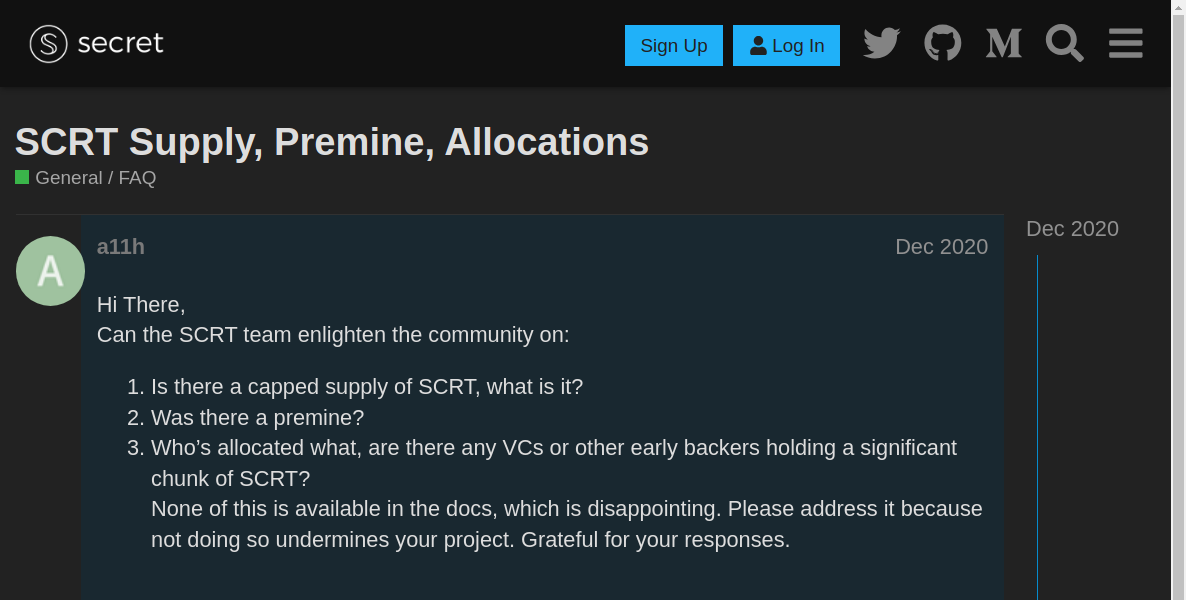 secret
Sign Up
Log In
SCRT Supply, Premine, Allocations
General / FAQ
Dec 2020
A
a11h
Dec 2020
Hi There,
Can the SCRT team enlighten the community on:
1. Is there a capped supply of SCRT, what is it?
2. Was there a premine?
3. Who’s allocated what, are there any VCs or other early backers holding a significant
chunk of SCRT?
None of this is available in the docs, which is disappointing. Please address it because
not doing so undermines your project. Grateful for your responses.